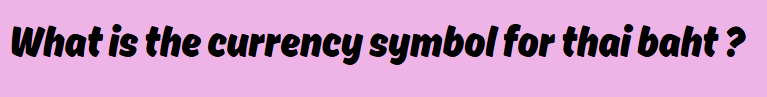 What is the currency symbol for thai baht ?